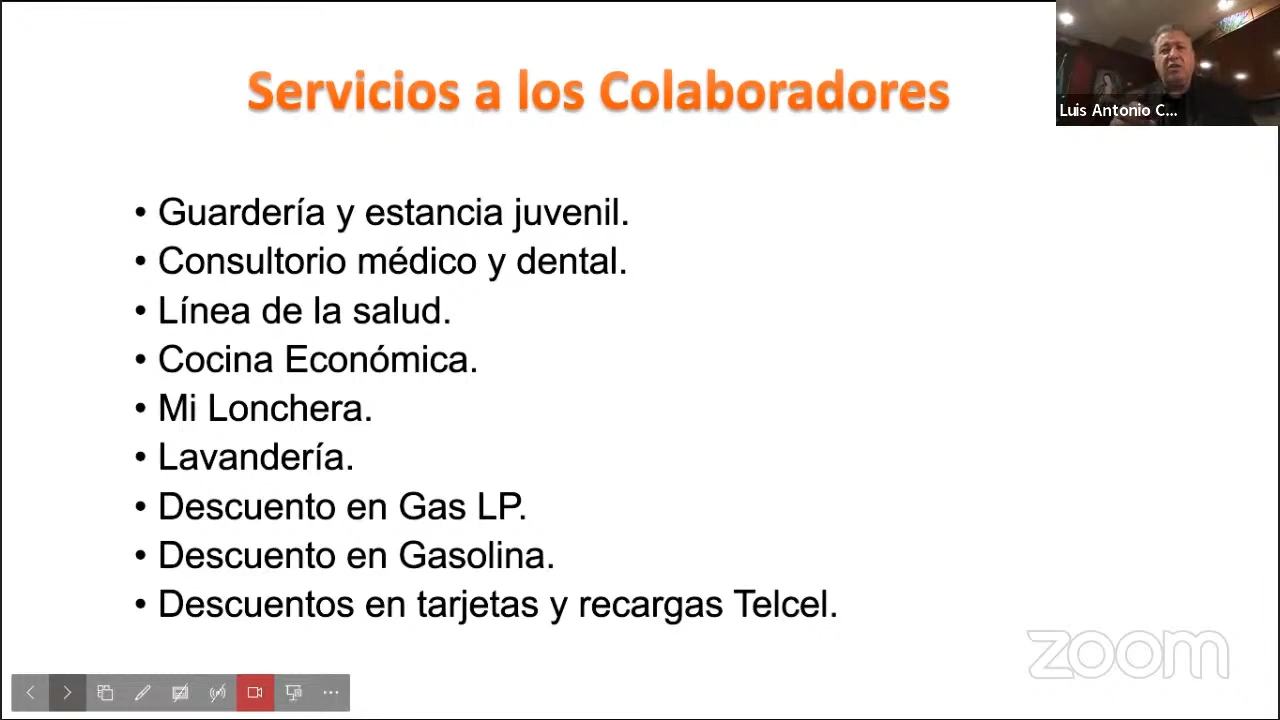 Servicios a los Colaboradores
Luis Antonio C...
• Guardería y estancia juvenil.
• Consultorio médico y dental.
• Línea de la salud.
• Cocina Económica.
• Mi Lonchera.
• Lavandería.
• Descuento en Gas LP.
• Descuento en Gasolina.
• Descuentos en tarjetas y recargas Telcel.
zoom